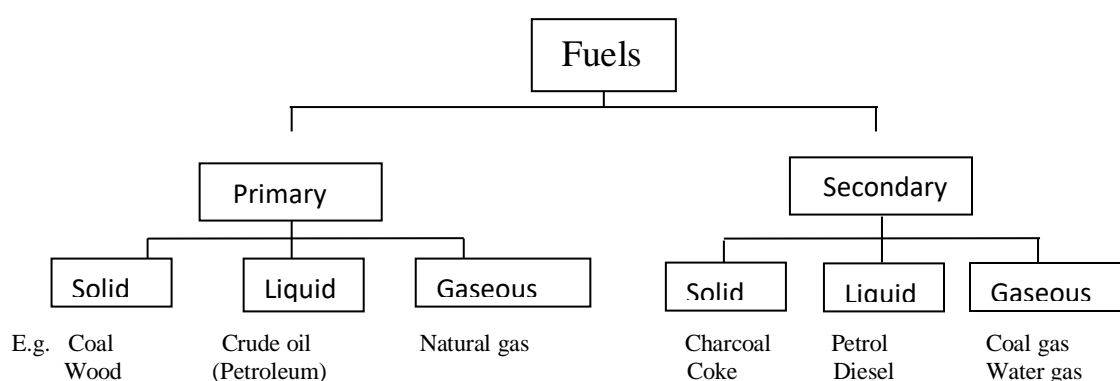 Fuels
Primary Secondary
Solid Liquid Gaseous Solid Liquid Gaseous
E.g. Coal Crude oil Natural gas Charcoal Petrol Coal gas
Wood (Petroleum) Coke Diesel Water gas